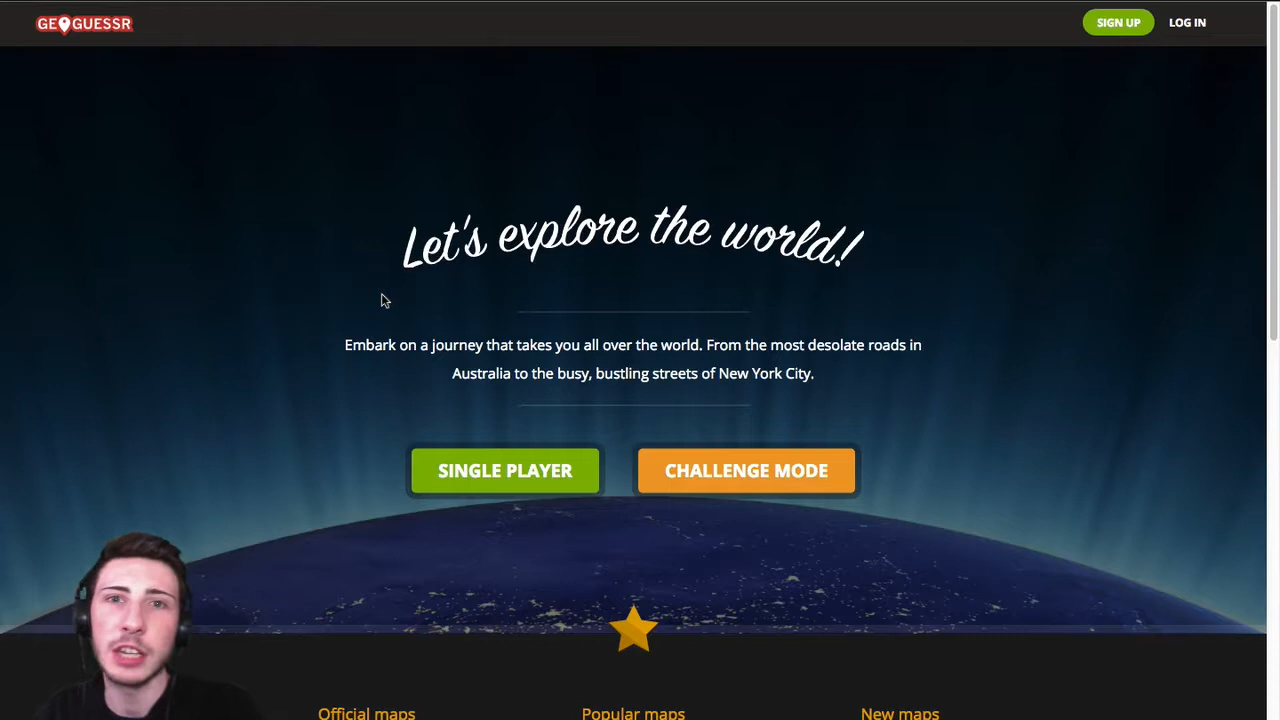 GEOGUESSR
SIGN UP
LOG IN
Let's explore the world!
Embark on a journey that takes you all over the world. From the most desolate roads in
Australia to the busy, bustling streets of New York City.
SINGLE PLAYER
CHALLENGE MODE
Official maps
Popular maps
New maps